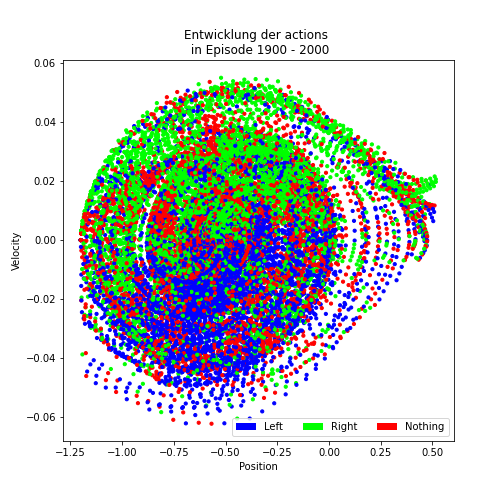 Entwicklung der actions
in Episode 1900 - 2000
0.06
0.04
0.02
0.00
−0.02
−0.04
−0.06
Velocity
Left Right Nothing
−1.25 −1.00 −0.75 −0.50 −0.25 0.00 0.25 0.50
Position